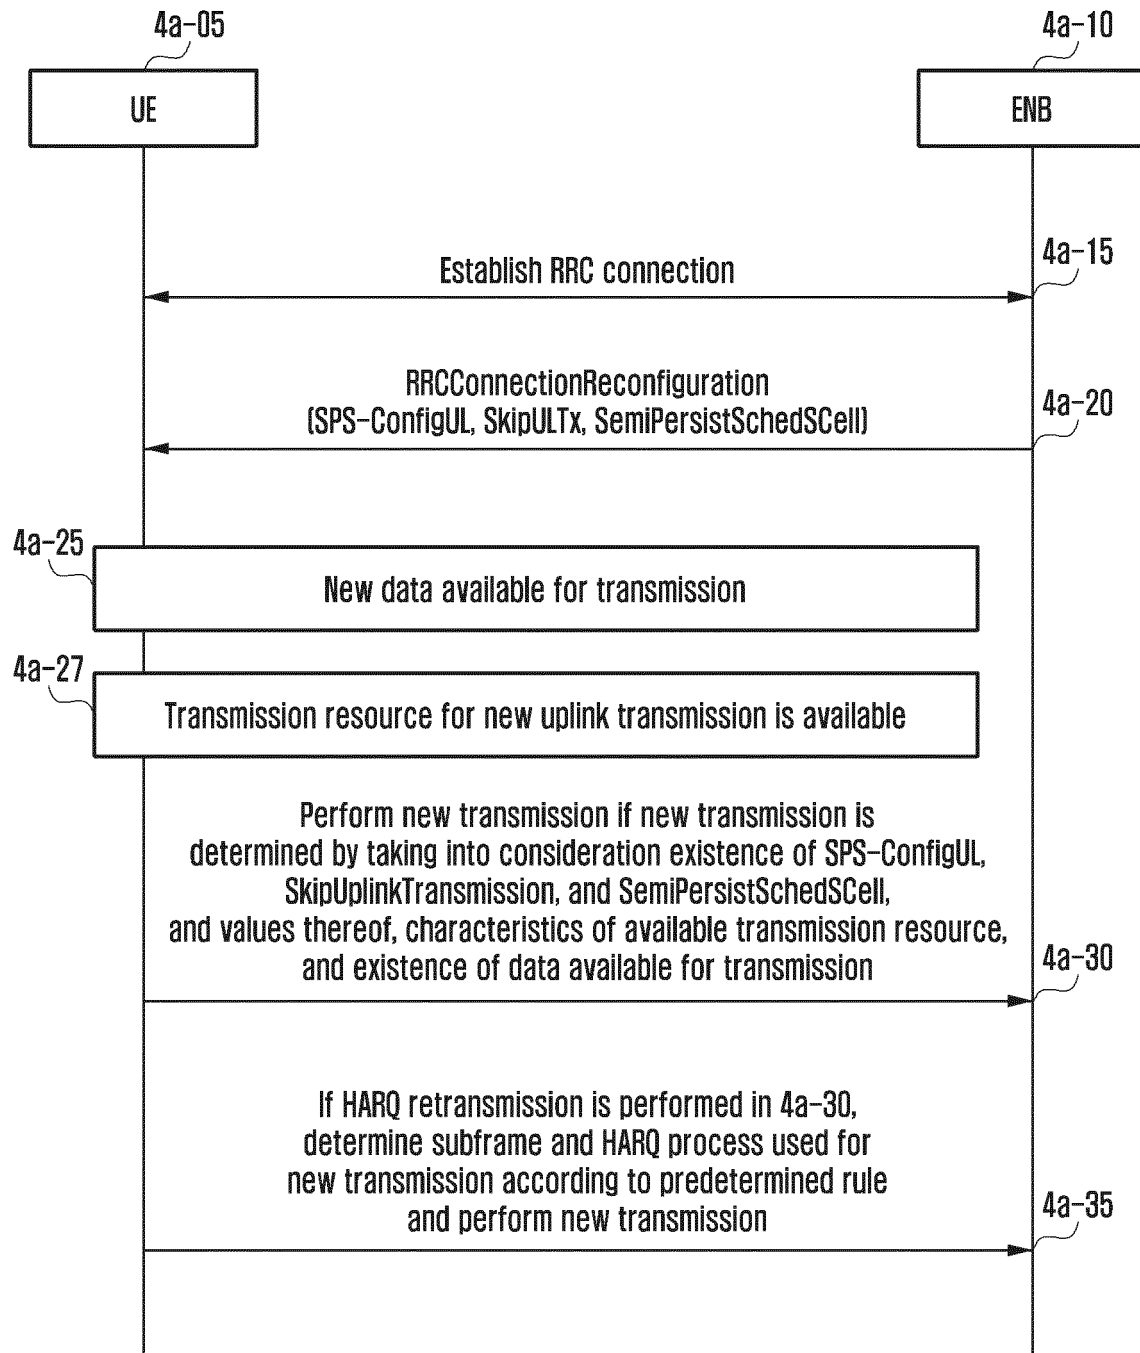 4a-05
4a-10
UE
ENB
4a-15
Establish RRC connection
RRCConnectionReconfiguration
(SPS-ConfigUL, SkipULTx, SemiPersistSchedSCell)
4a-20
4a-25
New data available for transmission
4a-27
Transmission resource for new uplink transmission is available
Perform new transmission if new transmission is
determined by taking into consideration existence of SPS-ConfigUL,
SkipUplinkTransmission, and SemiPersistSchedSCell,
and values thereof, characteristics of available transmission resource,
and existence of data available for transmission
4a-30
If HARQ retransmission is performed in 4a-30,
determine subframe and HARQ process used for
new transmission according to predetermined rule
and perform new transmission
4a-35